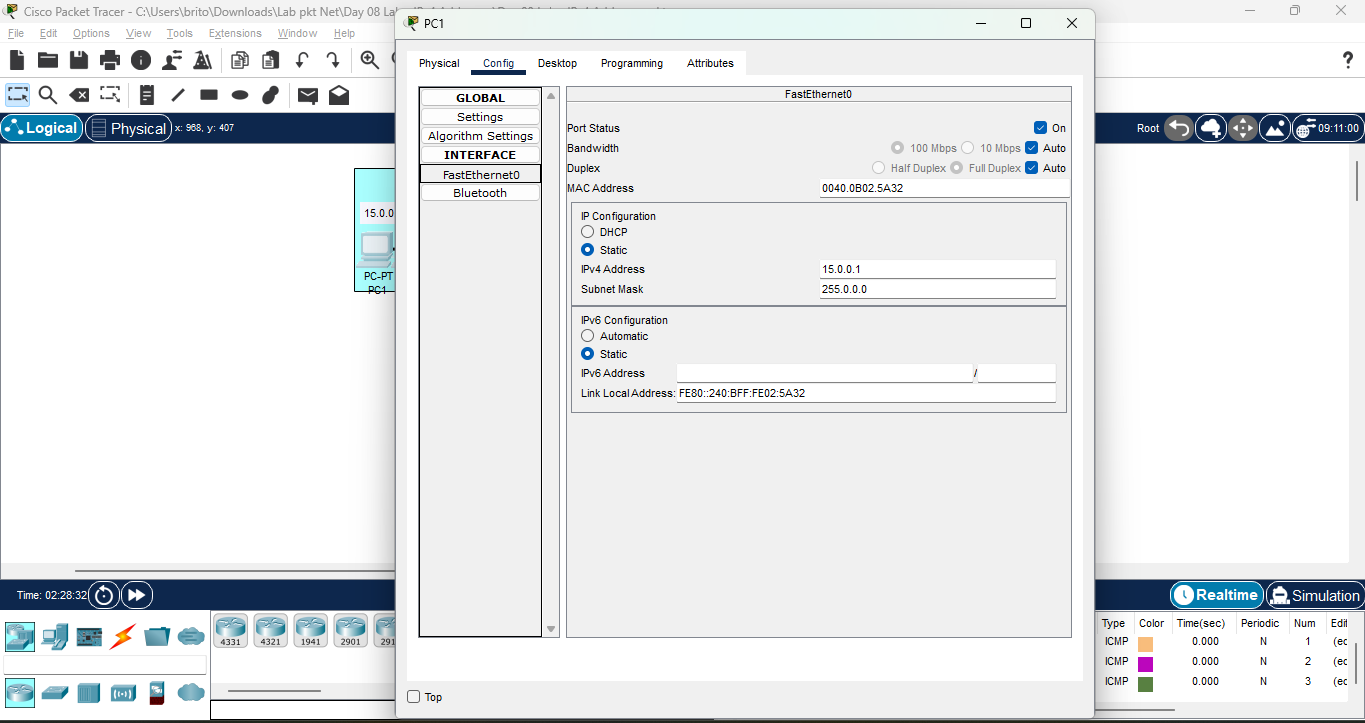 Cisco Packet Tracer - C:\Users\brito\Downloads\Lab pkt Net\Day 08 La
PC1
File Edit Options View Tools Extensions Window Help
Physical Config Desktop Programming Attributes
GLOBAL
Settings
Algorithm Settings
INTERFACE
FastEthernet0
Bluetooth
FastEthernet0
Port Status On
Bandwidth 100 Mbps 10 Mbps Auto
Duplex Half Duplex Full Duplex Auto
MAC Address 0040.0B02.5A32
IP Configuration
DHCP
Static
IPv4 Address 15.0.0.1
Subnet Mask 255.0.0.0
IPv6 Configuration
Automatic
Static
IPv6 Address /
Link Local Address: FE80::240:BFF:FE02:5A32
Top
Logical Physical x: 968, y: 407
Root 09:11:00
15.0.0
PC-PT
PC1
Time: 02:28:32
Realtime Simulation
4331 4321 1941 2901 291
Type Color Time(sec) Periodic Num Edit
ICMP 0.000 N 1 (ec
ICMP 0.000 N 2 (ec
ICMP 0.000 N 3 (ec